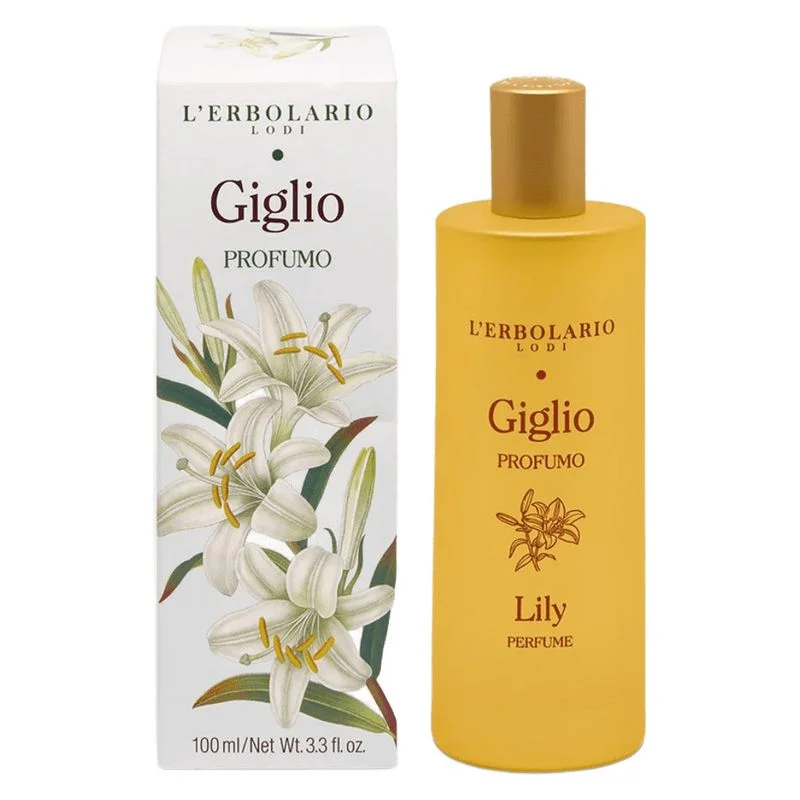 L'ERBOLARIO
LODI
Giglio
PROFUMO
100 ml/Net Wt. 3.3 fl. oz.
L'ERBOLARIO
LODI
Giglio
PROFUMO
Lily
PERFUME